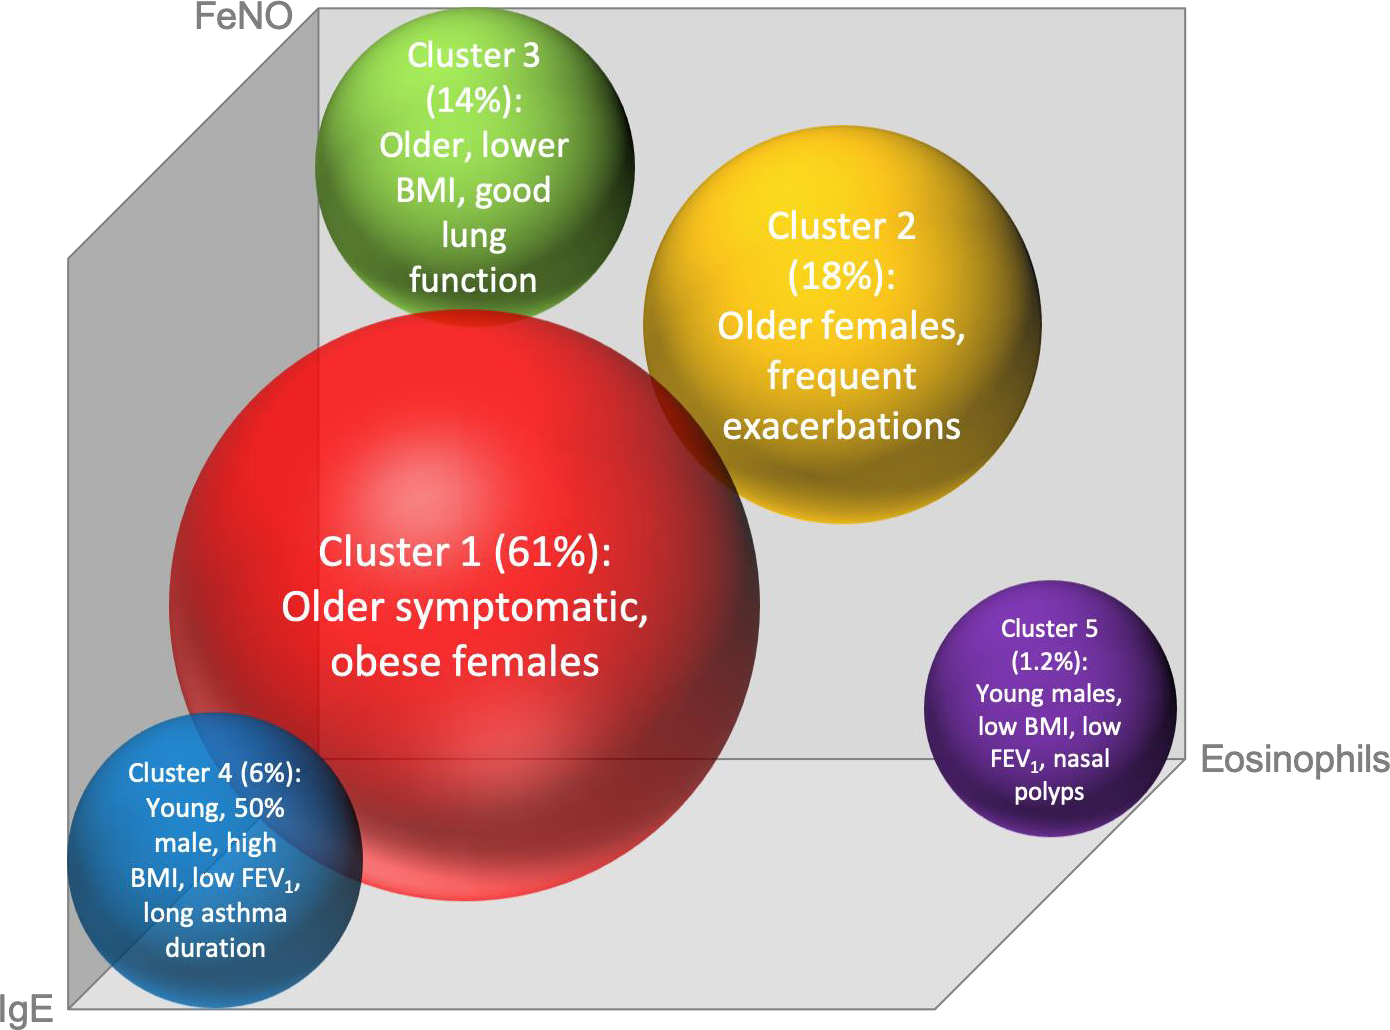 FeNO
Cluster 3
(14%):
Older, lower
BMI, good
lung
function
Cluster 2
(18%):
Older females,
frequent
exacerbations
Cluster 1 (61%):
Older symptomatic,
obese females
Cluster 5
(1.2%):
Young males,
low BMI, low
FEV₁, nasal
polyps
Eosinophils
Cluster 4 (6%):
Young, 50%
male, high
BMI, low FEV₁,
long asthma
duration
IgE